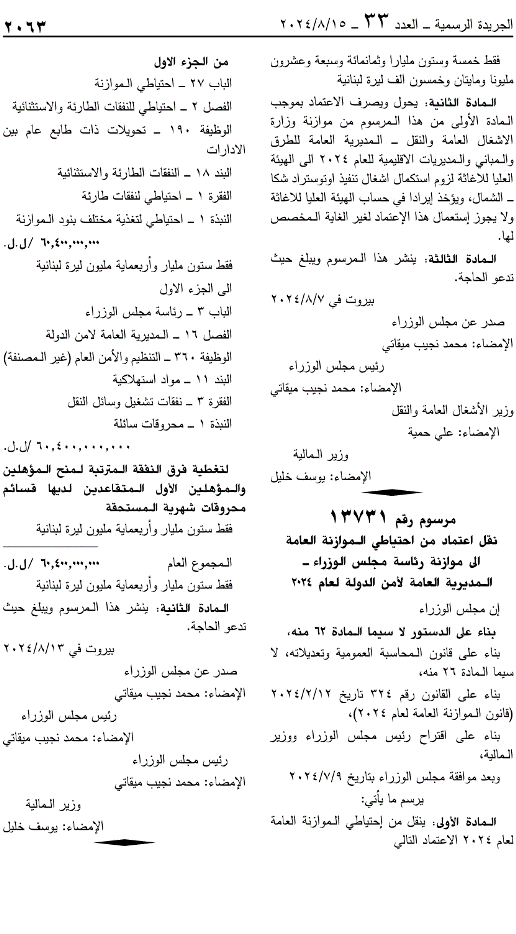 الجريدة الرسمية ـ العدد ٣٣ ـ ٢٠٢٤/٨/١٥
٢٠٦٣
فقط خمسة وستون مليارا وثمانمائة وسبعة وعشرون
مليونا ومايتان وخمسون الف ليرة لبنانية
المادة الثانية: يحول ويصرف الاعتماد بموجب
المادة الأولى من هذا المرسوم من موازنة وزارة
الاشغال العامة والنقل ـ المديرية العامة للطرق
والمباني والمديريات الاقليمية للعام ٢٠٢٤ الى الهيئة
العليا للاغاثة لزوم استكمال اشغال تنفيذ اوتوستراد شكا
ـ الشمال، ويؤخذ إيرادا في حساب الهيئة العليا للاغاثة
ولا يجوز إستعمال هذا الإعتماد لغير الغاية المخصص
لها.
المادة الثالثة: ينشر هذا المرسوم ويبلغ حيث
تدعو الحاجة.
بيروت في ٢٠٢٤/٨/٧
صدر عن مجلس الوزراء
الإمضاء: محمد نجيب ميقاتي
رئيس مجلس الوزراء
الإمضاء: محمد نجيب ميقاتي
وزير الأشغال العامة والنقل
الإمضاء: علي حمية
وزير المالية
الإمضاء: يوسف خليل
مرسوم رقم ١٣٧٣١
نقل اعتماد من احتياطي الموازنة العامة
الى موازنة رئاسة مجلس الوزراء ـ
المديرية العامة لأمن الدولة لعام ٢٠٢٤
إن مجلس الوزراء
بناء على الدستور لا سيما المادة ٦٢ منه،
بناء على قانون المحاسبة العمومية وتعديلاته، لا
سيما المادة ٢٦ منه،
بناء على القانون رقم ٣٢٤ تاريخ ٢٠٢٤/٢/١٢
(قانون الموازنة العامة لعام ٢٠٢٤)،
بناء على اقتراح رئيس مجلس الوزراء ووزير
المالية،
وبعد موافقة مجلس الوزراء بتاريخ ٢٠٢٤/٧/٩
يرسم ما يأتي:
المادة الأولى: ينقل من إحتياطي الموازنة العامة
لعام ٢٠٢٤ الاعتماد التالي
من الجزء الاول
الباب ٢٧ ـ احتياطي الموازنة
الفصل ٢ ـ احتياطي للنفقات الطارئة والاستثنائية
الوظيفة ١٩٠ ـ تحويلات ذات طابع عام بين
الادارات
البند ١٨ ـ النفقات الطارئة والاستثنائية
الفقرة ١ ـ احتياطي لنفقات طارئة
النبذة ١ ـ احتياطي لتغذية مختلف بنود الموازنة
٦٠,٤٠٠,٠٠٠,٠٠٠ /ل.ل.
فقط ستون مليار وأربعماية مليون ليرة لبنانية
الى الجزء الاول
الباب ٣ ـ رئاسة مجلس الوزراء
الفصل ١٦ ـ المديرية العامة لامن الدولة
الوظيفة ٣٦٠ ـ التنظيم والأمن العام (غير المصنفة)
البند ١١ ـ مواد استهلاكية
الفقرة ٣ ـ نفقات تشغيل وسائل النقل
النبذة ١ ـ محروقات سائلة
٦٠,٤٠٠,٠٠٠,٠٠٠ /ل.ل.
لتغطية فرق النفقة المترتبة لمنح المؤهلين
والمؤهلين الأول المتقاعدين لديها قسائم
محروقات شهرية المستحقة
فقط ستون مليار وأربعماية مليون ليرة لبنانية
المجموع العام ٦٠,٤٠٠,٠٠٠,٠٠٠ /ل.ل.
فقط ستون مليار وأربعماية مليون ليرة لبنانية
المادة الثانية: ينشر هذا المرسوم ويبلغ حيث
تدعو الحاجة.
بيروت في ٢٠٢٤/٨/١٣
صدر عن مجلس الوزراء
الإمضاء: محمد نجيب ميقاتي
رئيس مجلس الوزراء
الإمضاء: محمد نجيب ميقاتي
رئيس مجلس الوزراء
الإمضاء: محمد نجيب ميقاتي
وزير المالية
الإمضاء: يوسف خليل